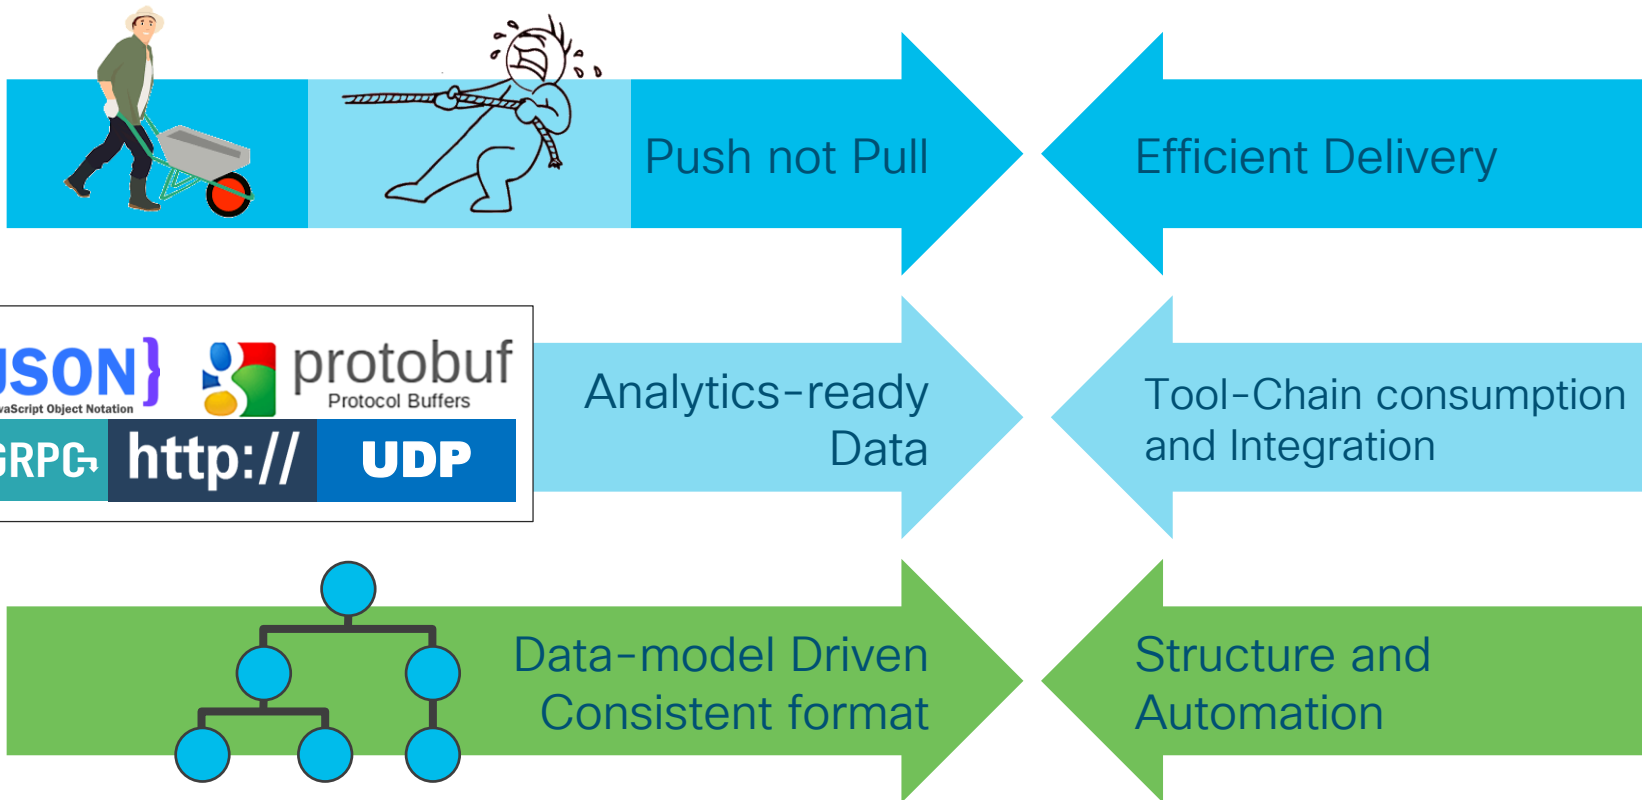 Push not Pull
Efficient Delivery
JSON}
JavaScript Object Notation
protobuf
Protocol Buffers
GRPC
http://
UDP
Analytics-ready
Data
Tool-Chain consumption
and Integration
Data-model Driven
Consistent format
Structure and
Automation